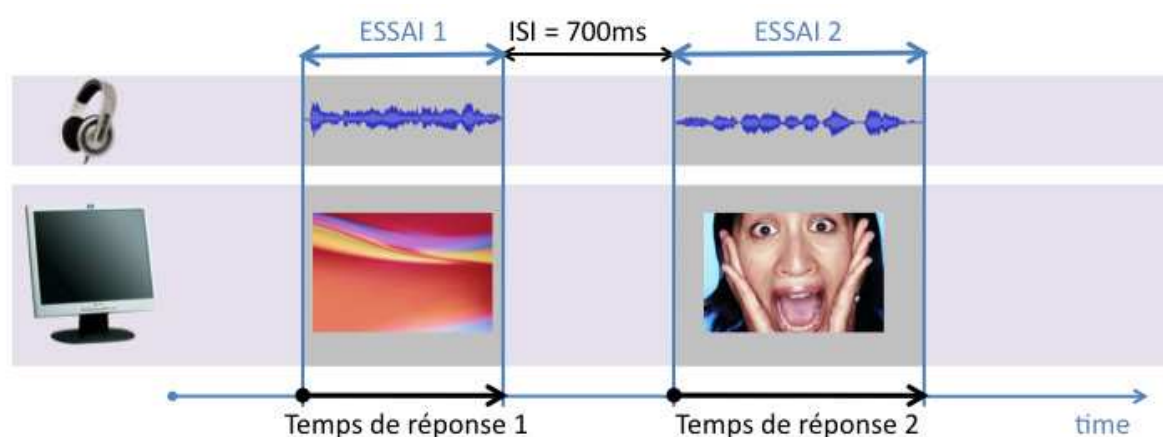 ESSAI 1
ISI = 700ms
ESSAI 2
Temps de réponse 1
Temps de réponse 2
time